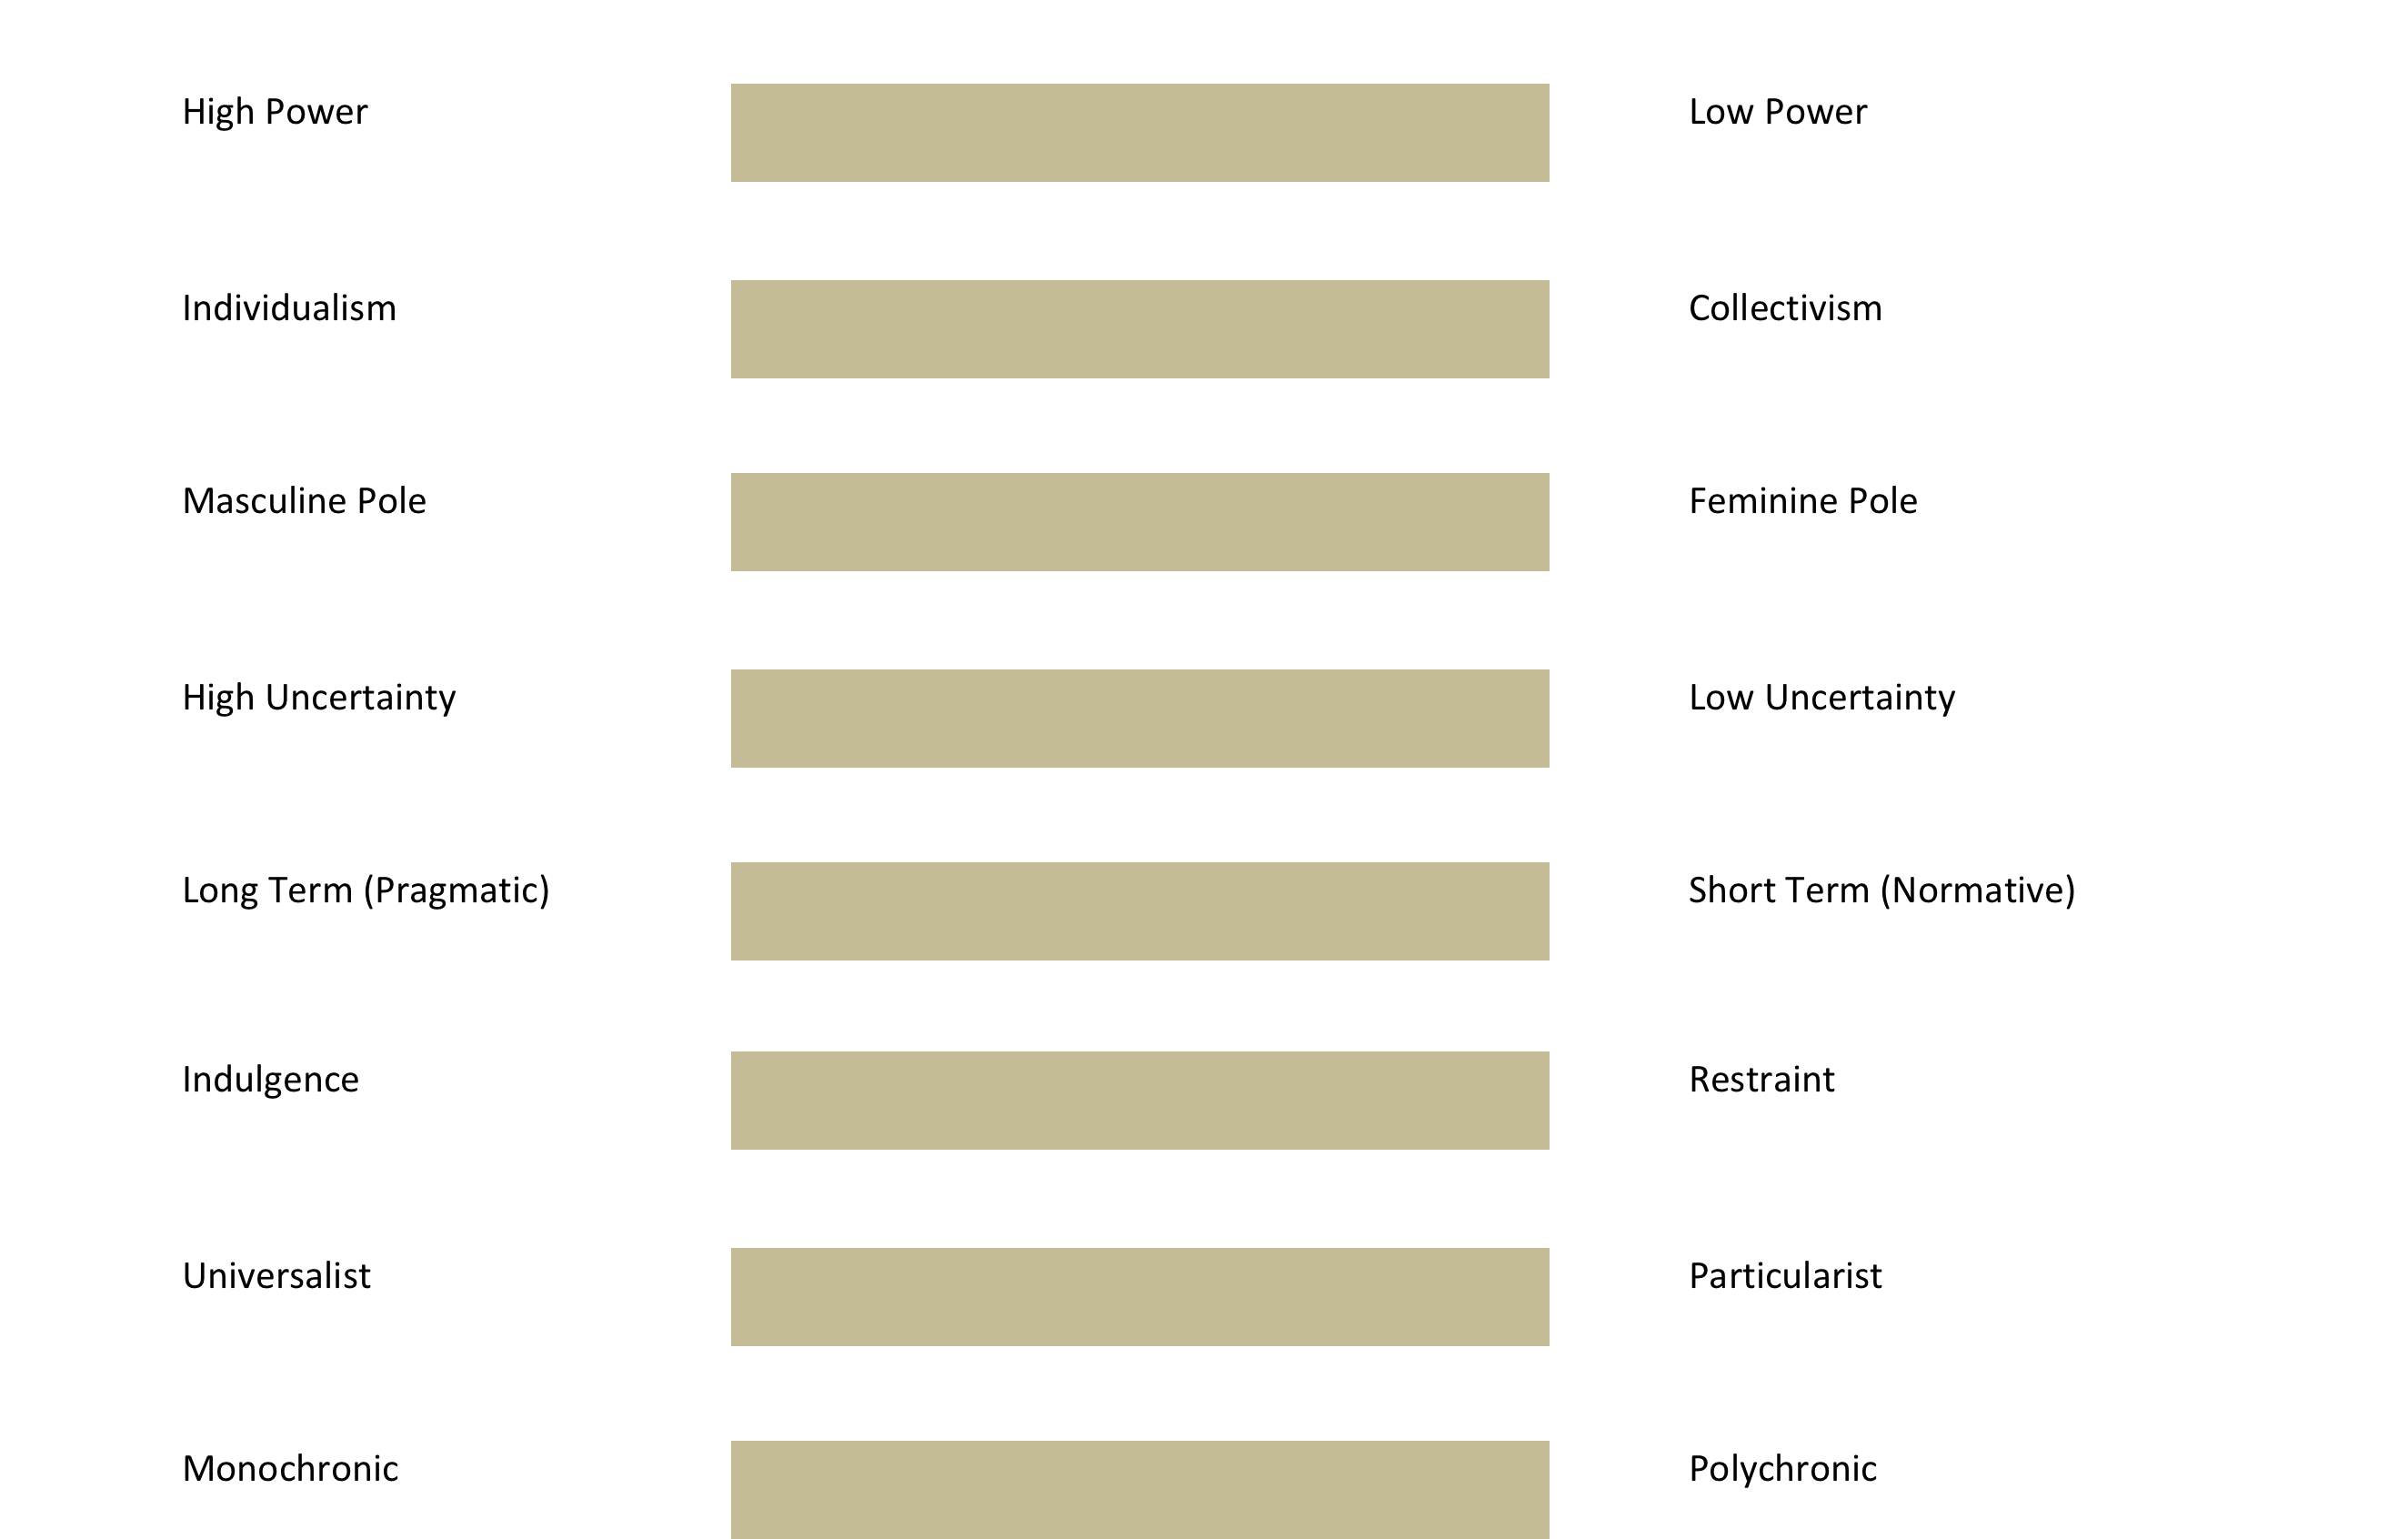 High Power
Low Power
Individualism
Collectivism
Masculine Pole
Feminine Pole
High Uncertainty
Low Uncertainty
Long Term (Pragmatic)
Short Term (Normative)
Indulgence
Restraint
Universalist
Particularist
Monochronic
Polychronic